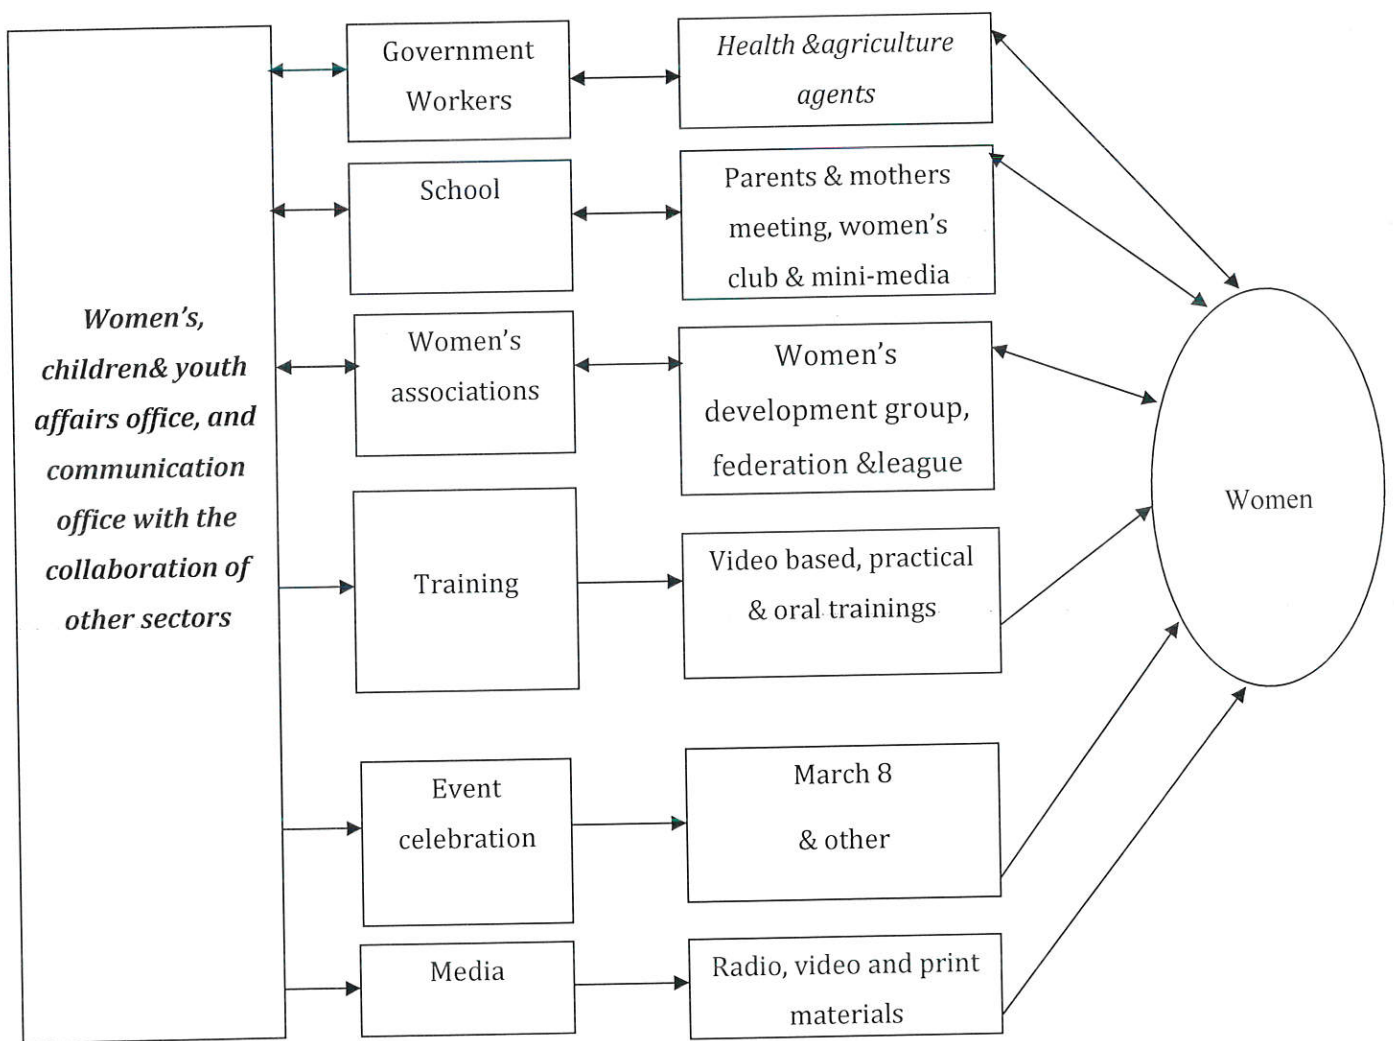 Women's,
children& youth
affairs office, and
communication
office with the
collaboration of
other sectors
Government
Workers
Health &agriculture
agents
School
Parents & mothers
meeting, women's
club & mini-media
Women's
associations
Women's
development group,
federation &league
Training
Video based, practical
& oral trainings
Event
celebration
March 8
& other
Media
Radio, video and print
materials
Women